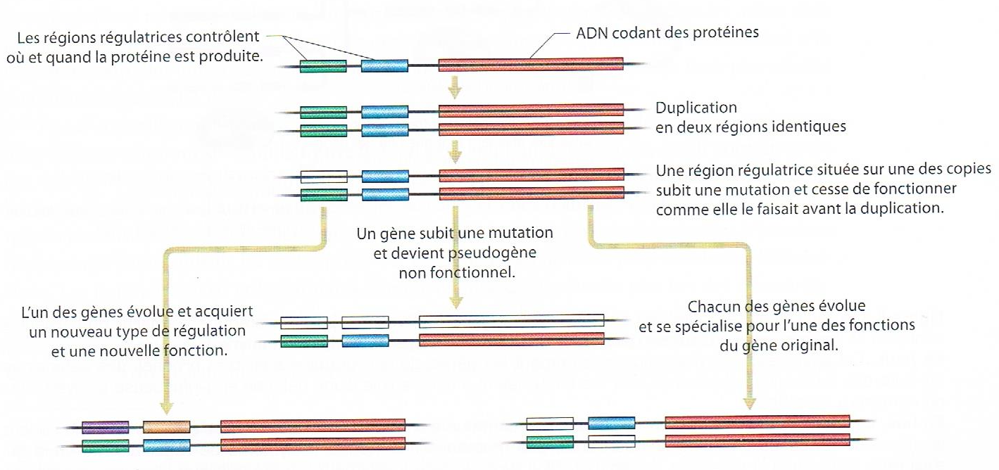 Les régions régulatrices contrôlent
où et quand la protéine est produite.
ADN codant des protéines
Duplication
en deux régions identiques
Une région régulatrice située sur une des copies
subit une mutation et cesse de fonctionner
comme elle le faisait avant la duplication.
Un gène subit une mutation
et devient pseudogène
non fonctionnel.
L'un des gènes évolue et acquiert
un nouveau type de régulation
et une nouvelle fonction.
Chacun des gènes évolue
et se spécialise pour l'une des fonctions
du gène original.